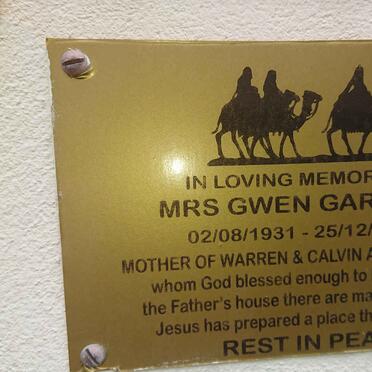 IN LOVING MEMOR
MRS GWEN GAR
02/08/1931 - 25/12/
MOTHER OF WARREN & CALVIN A
whom God blessed enough to
the Father's house there are ma
Jesus has prepared a place th
REST IN PEA